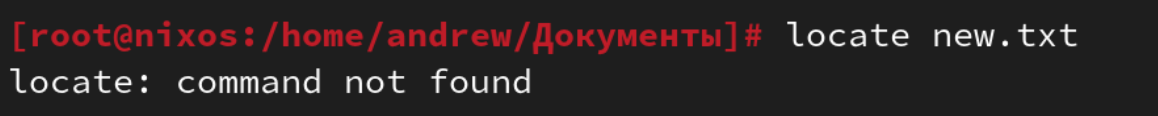 [root@nixos:/home/andrew/Документы]# locate new.txt
locate: command not found